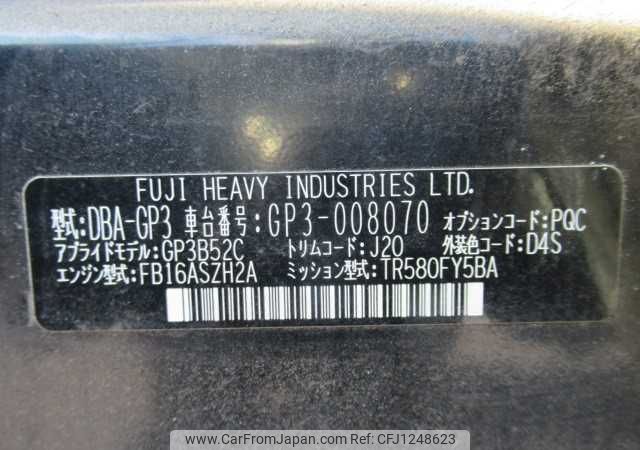 FUJI HEAVY INDUSTRIES LTD.
型式:DBA-GP3 車台番号:GP3-008070 オプションコード:PQC
アプライドモデル:GP3B52C トリムコード:J20 外装色コード:D4S
エンジン型式:FB16ASZH2A ミッション型式:TR580FY5BA
www.carfromjapan.com - CFJ1248623